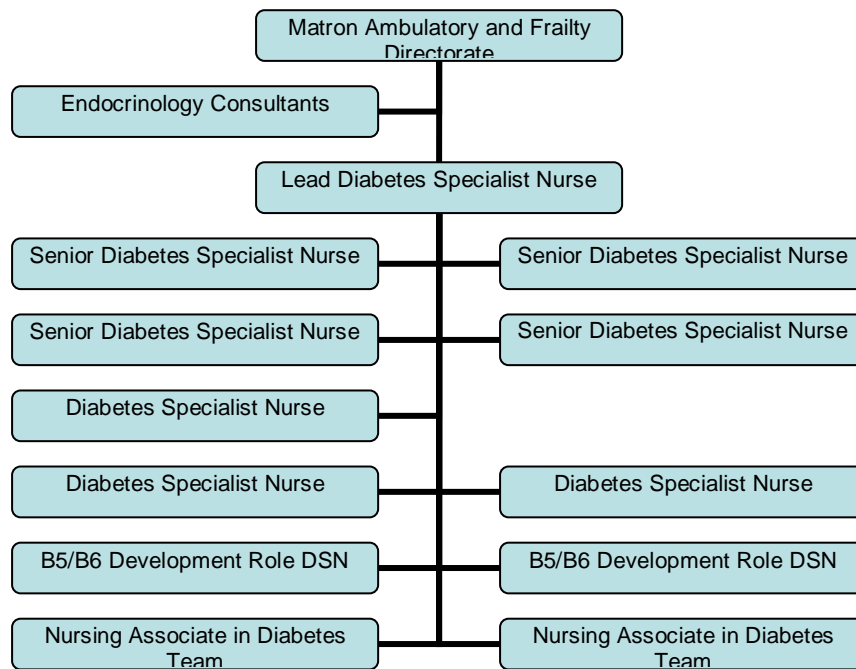 Matron Ambulatory and Frailty
Directorate
Endocrinology Consultants
Lead Diabetes Specialist Nurse
Senior Diabetes Specialist Nurse
Senior Diabetes Specialist Nurse
Senior Diabetes Specialist Nurse
Senior Diabetes Specialist Nurse
Diabetes Specialist Nurse
Diabetes Specialist Nurse
Diabetes Specialist Nurse
B5/B6 Development Role DSN
B5/B6 Development Role DSN
Nursing Associate in Diabetes
Team
Nursing Associate in Diabetes
Team